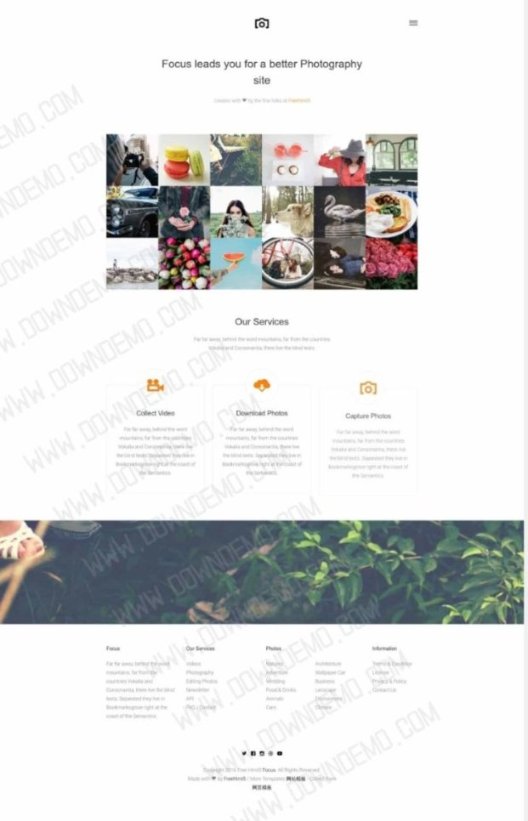 Focus leads you for a better Photography
site
Created with ❤ by the fine folks at FreeHtml5
WWW.DOWNDEMO.COM
Our Services
Far far away, behind the word mountains, far from the countries
Vokalia and Consonantia, there live the blind texts.
Collect Video
Far far away, behind the word
mountains, far from the countries
Vokalia and Consonantia, there live
the blind texts. Separated they live in
Bookmarksgrove right at the coast of
the Semantics.
Download Photos
Far far away, behind the word
mountains, far from the countries
Vokalia and Consonantia, there live
the blind texts. Separated they live in
Bookmarksgrove right at the coast of
the Semantics.
Capture Photos
Far far away, behind the word
mountains, far from the countries
Vokalia and Consonantia, there live
the blind texts. Separated they live in
Bookmarksgrove right at the coast of
the Semantics.
Focus
Far far away, behind the word
mountains, far from the
countries Vokalia and
Consonantia, there live the blind
texts. Separated they live in
Bookmarksgrove right at the
coast of the Semantics.
Our Services
Videos
Photography
Editing Photos
Newsletter
API
FAQ / Contact
Photos
Natures
Adventure
Wedding
Food & Drinks
Animals
Cars
Architecture
Wallpaper Car
Business
Information
Terms & Condition
License
Privacy & Policy
Contact Us
Copyright 2016 Free Html5 Focus. All Rights Reserved.
Made with ❤ by FreeHtml5 / More Templates 网站模板 - Collect from
网页模板